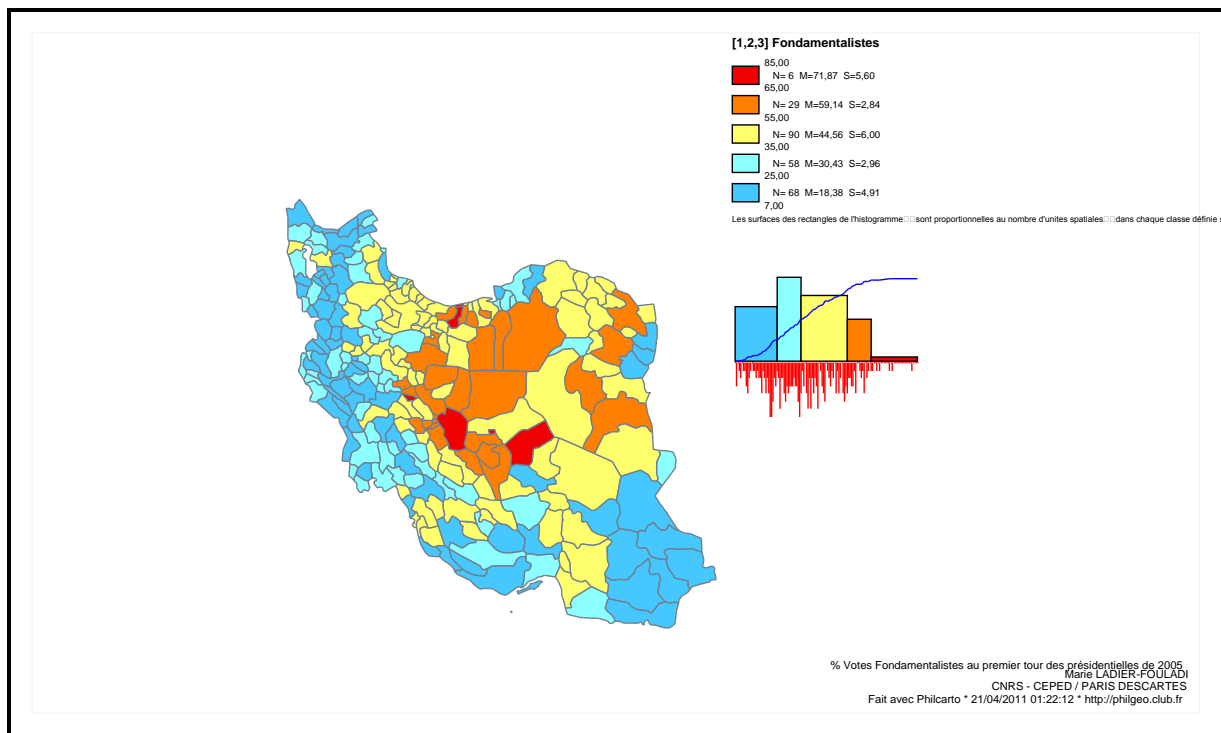 [1,2,3] Fondamentalistes
85,00
N= 6 M=71,87 S=5,60
65,00
N= 29 M=59,14 S=2,84
55,00
N= 90 M=44,56 S=6,00
35,00
N= 58 M=30,43 S=2,96
25,00
N= 68 M=18,38 S=4,91
7,00
Les surfaces des rectangles de l'histogramme□□sont proportionnelles au nombre d'unites spatiales□□dans chaque classe définie s
% Votes Fondamentalistes au premier tour des présidentielles de 2005
Marie LADIER-FOULADI
CNRS - CEPED / PARIS DESCARTES
Fait avec Philcarto * 21/04/2011 01:22:12 * http://philgeo.club.fr